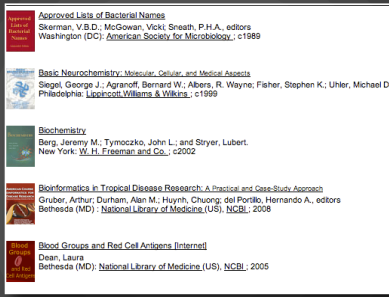 Approved Lists of Bacterial Names
Skerman, V.B.D.; McGowan, Vicki; Sneath, P.H.A., editors
Washington (DC): American Society for Microbiology ; c1989
Basic Neurochemistry: Molecular, Cellular, and Medical Aspects
Siegel, George J.; Agranoff, Bernard W.; Albers, R. Wayne; Fisher, Stephen K.; Uhler, Michael D
Philadelphia: Lippincott,Williams & Wilkins ; c1999
Biochemistry
Berg, Jeremy M.; Tymoczko, John L.; and Stryer, Lubert.
New York: W. H. Freeman and Co. ; c2002
Bioinformatics in Tropical Disease Research: A Practical and Case-Study Approach
Gruber, Arthur; Durham, Alan M.; Huynh, Chuong; del Portillo, Hernando A., editors
Bethesda (MD) : National Library of Medicine (US), NCBI ; 2008
Blood Groups and Red Cell Antigens [Internet]
Dean, Laura
Bethesda (MD): National Library of Medicine (US), NCBI ; 2005
Approved
Lists of
Bacterial
Names
Blood
Groups
and Red
Cell Antigens